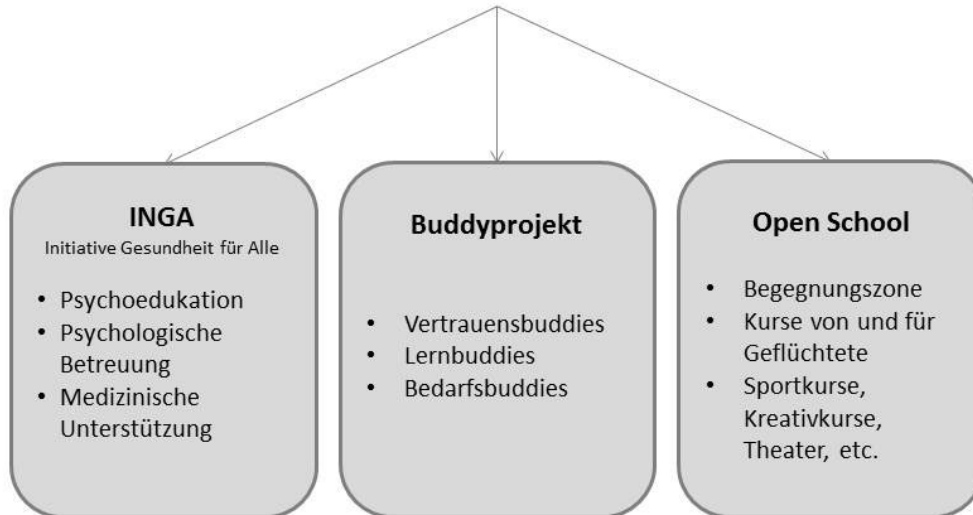 INGA
Initiative Gesundheit für Alle
• Psychoedukation
• Psychologische
Betreuung
• Medizinische
Unterstützung
Buddyprojekt
• Vertrauensbuddies
• Lernbuddies
• Bedarfsbuddies
Open School
• Begegnungszone
• Kurse von und für
Geflüchtete
• Sportkurse,
Kreativkurse,
Theater, etc.